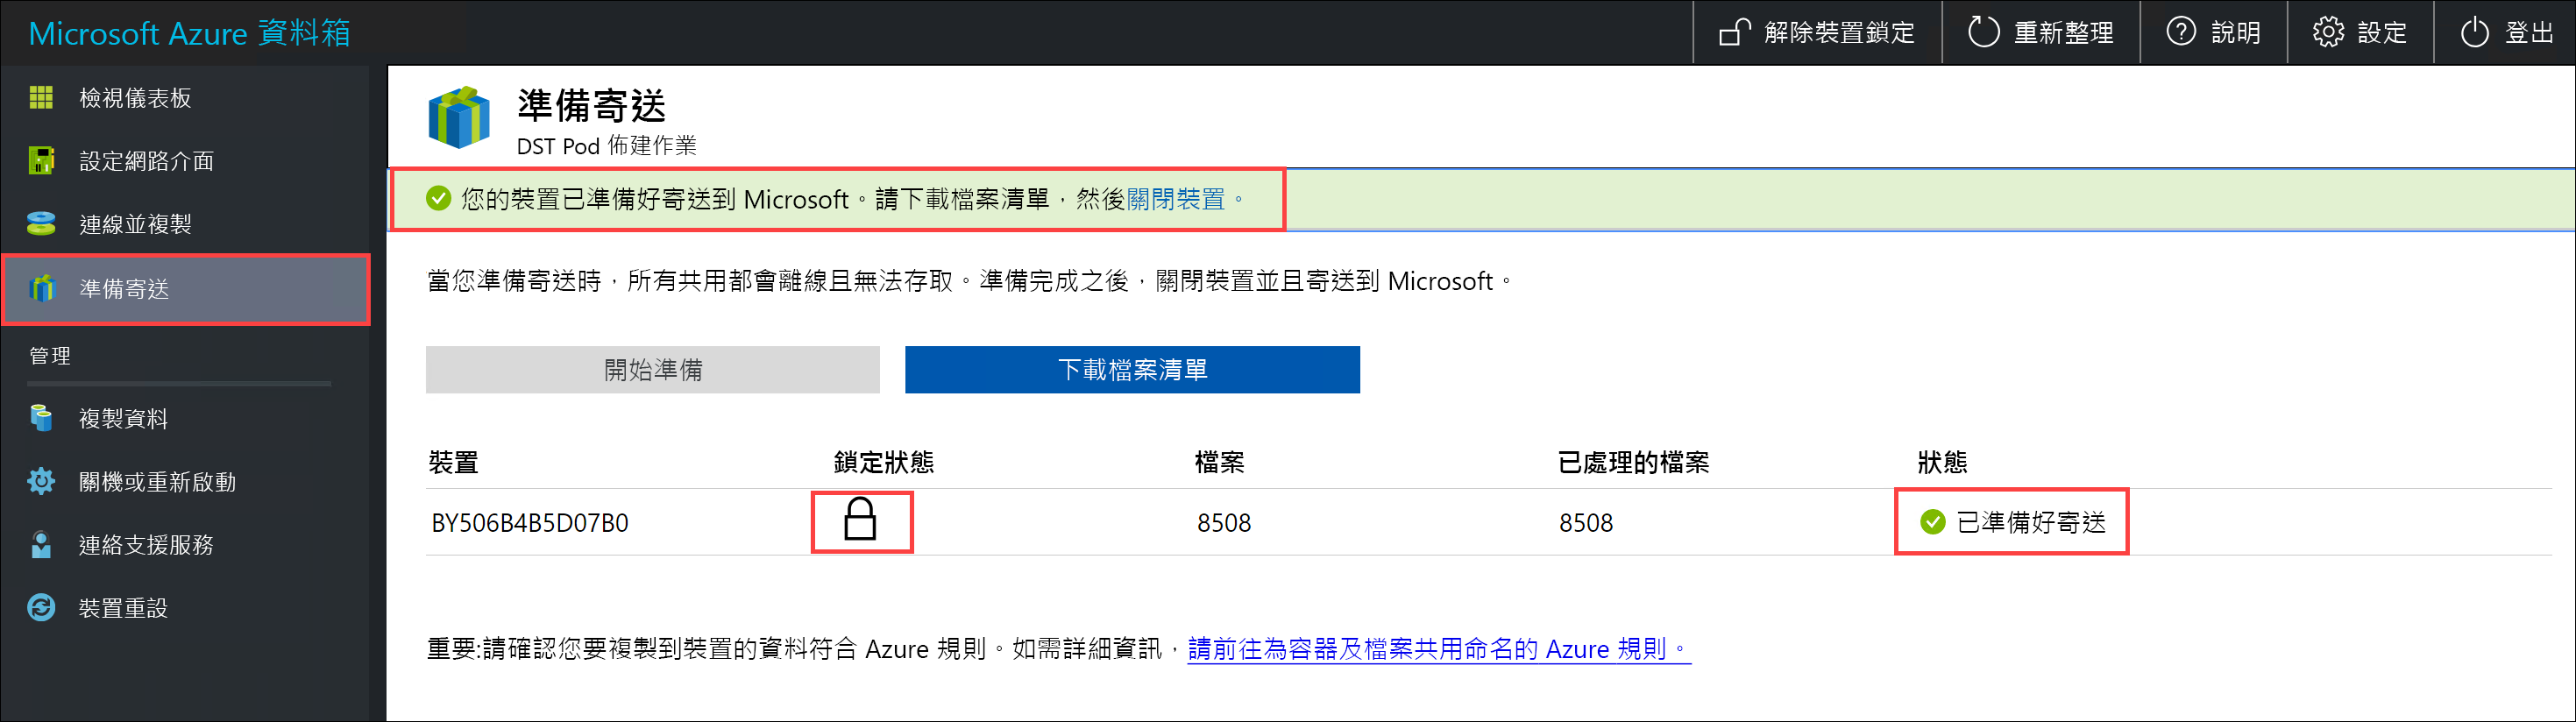 Microsoft Azure 資料箱
解除裝置鎖定
重新整理
說明
設定
登出
檢視儀表板
設定網路介面
連線並複製
準備寄送
管理
複製資料
關機或重新啟動
連絡支援服務
裝置重設
準備寄送
DST Pod 佈建作業
您的裝置已準備好寄送到 Microsoft。請下載檔案清單，然後關閉裝置。
當您準備寄送時，所有共用都會離線且無法存取。準備完成之後，關閉裝置並且寄送到 Microsoft。
開始準備
下載檔案清單
裝置 鎖定狀態 檔案 已處理的檔案 狀態
BY506B4B5D07B0 8508 8508 已準備好寄送
重要:請確認您要複製到裝置的資料符合 Azure 規則。如需詳細資訊，請前往為容器及檔案共用命名的 Azure 規則。